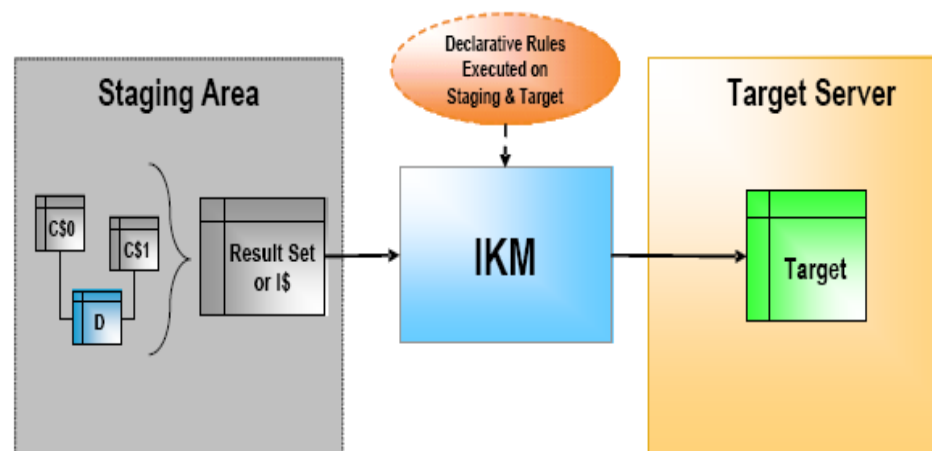 Declarative Rules
Executed on
Staging & Target
Staging Area
Target Server
C$0
C$1
D
Result Set
or I$
IKM
Target